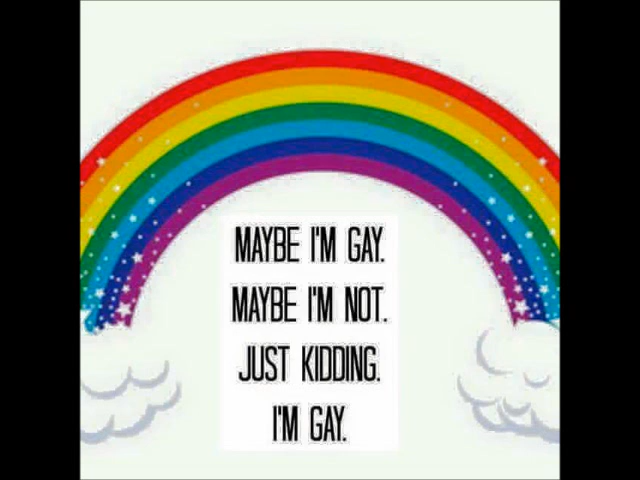 MAYBE I'M GAY.
MAYBE I'M NOT.
JUST KIDDING.
I'M GAY.